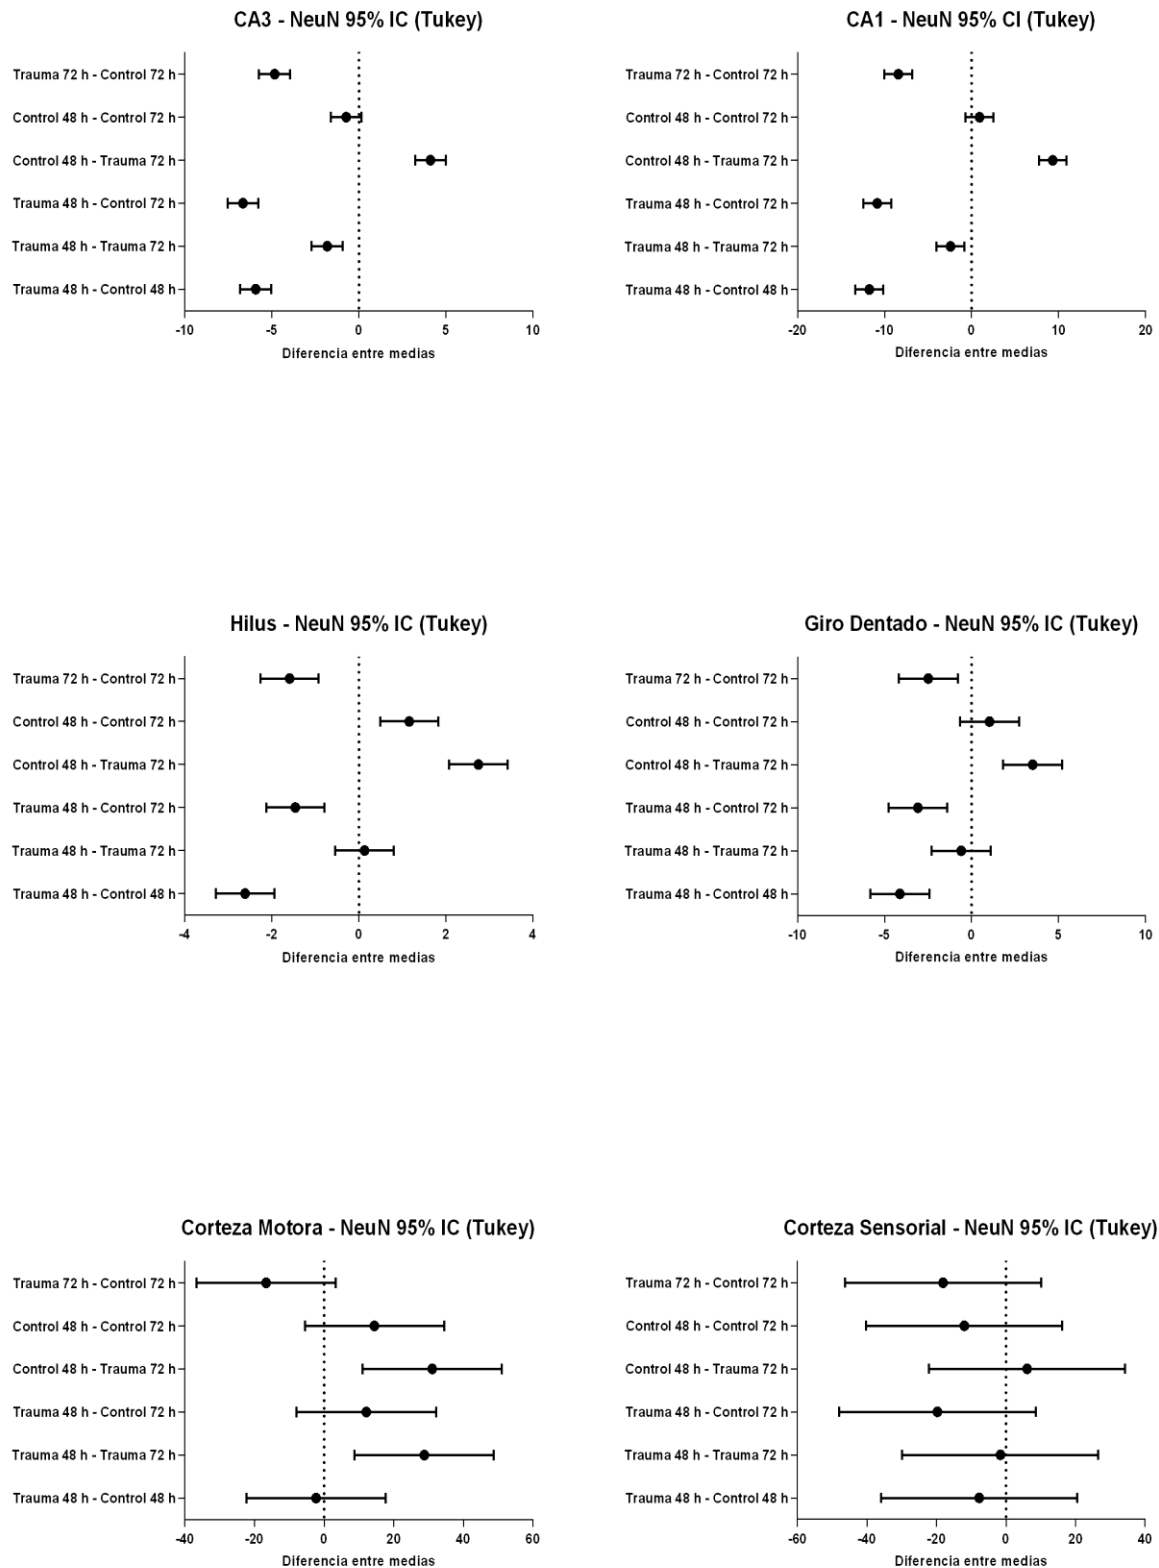 CA3 - NeuN 95% IC (Tukey)
Trauma 72 h - Control 72 h
Control 48 h - Control 72 h
Control 48 h - Trauma 72 h
Trauma 48 h - Control 72 h
Trauma 48 h - Trauma 72 h
Trauma 48 h - Control 48 h
-10 -5 0 5 10
Diferencia entre medias
CA1 - NeuN 95% CI (Tukey)
Trauma 72 h - Control 72 h
Control 48 h - Control 72 h
Control 48 h - Trauma 72 h
Trauma 48 h - Control 72 h
Trauma 48 h - Trauma 72 h
Trauma 48 h - Control 48 h
-20 -10 0 10 20
Diferencia entre medias
Hilus - NeuN 95% IC (Tukey)
Trauma 72 h - Control 72 h
Control 48 h - Control 72 h
Control 48 h - Trauma 72 h
Trauma 48 h - Control 72 h
Trauma 48 h - Trauma 72 h
Trauma 48 h - Control 48 h
-4 -2 0 2 4
Diferencia entre medias
Giro Dentado - NeuN 95% IC (Tukey)
Trauma 72 h - Control 72 h
Control 48 h - Control 72 h
Control 48 h - Trauma 72 h
Trauma 48 h - Control 72 h
Trauma 48 h - Trauma 72 h
Trauma 48 h - Control 48 h
-10 -5 0 5 10
Diferencia entre medias
Corteza Motora - NeuN 95% IC (Tukey)
Trauma 72 h - Control 72 h
Control 48 h - Control 72 h
Control 48 h - Trauma 72 h
Trauma 48 h - Control 72 h
Trauma 48 h - Trauma 72 h
Trauma 48 h - Control 48 h
-40 -20 0 20 40 60
Diferencia entre medias
Corteza Sensorial - NeuN 95% IC (Tukey)
Trauma 72 h - Control 72 h
Control 48 h - Control 72 h
Control 48 h - Trauma 72 h
Trauma 48 h - Control 72 h
Trauma 48 h - Trauma 72 h
Trauma 48 h - Control 48 h
-60 -40 -20 0 20 40
Diferencia entre medias